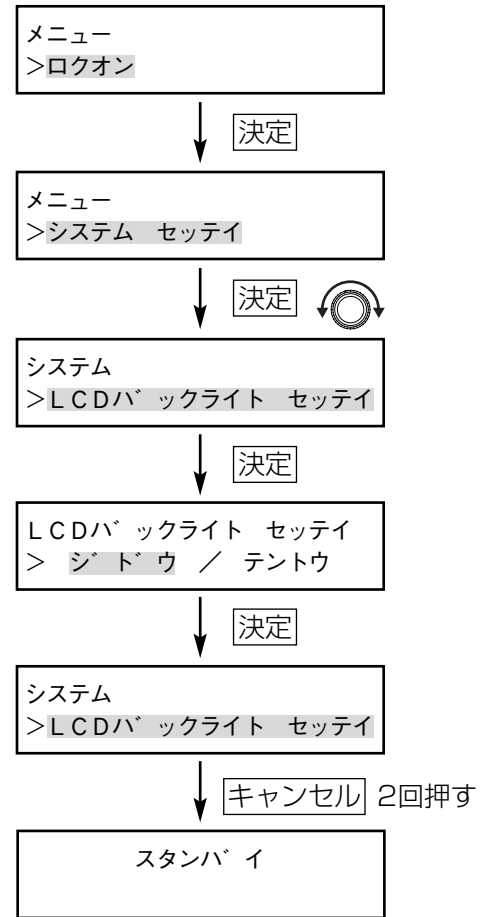 メニュー
>ロクオン
決定
メニュー
>システム セッテイ
決定
システム
>LCDバックライト セッテイ
決定
LCDバックライト セッテイ
> ジドウ / テントウ
決定
システム
>LCDバックライト セッテイ
キャンセル 2回押す
スタンバイ